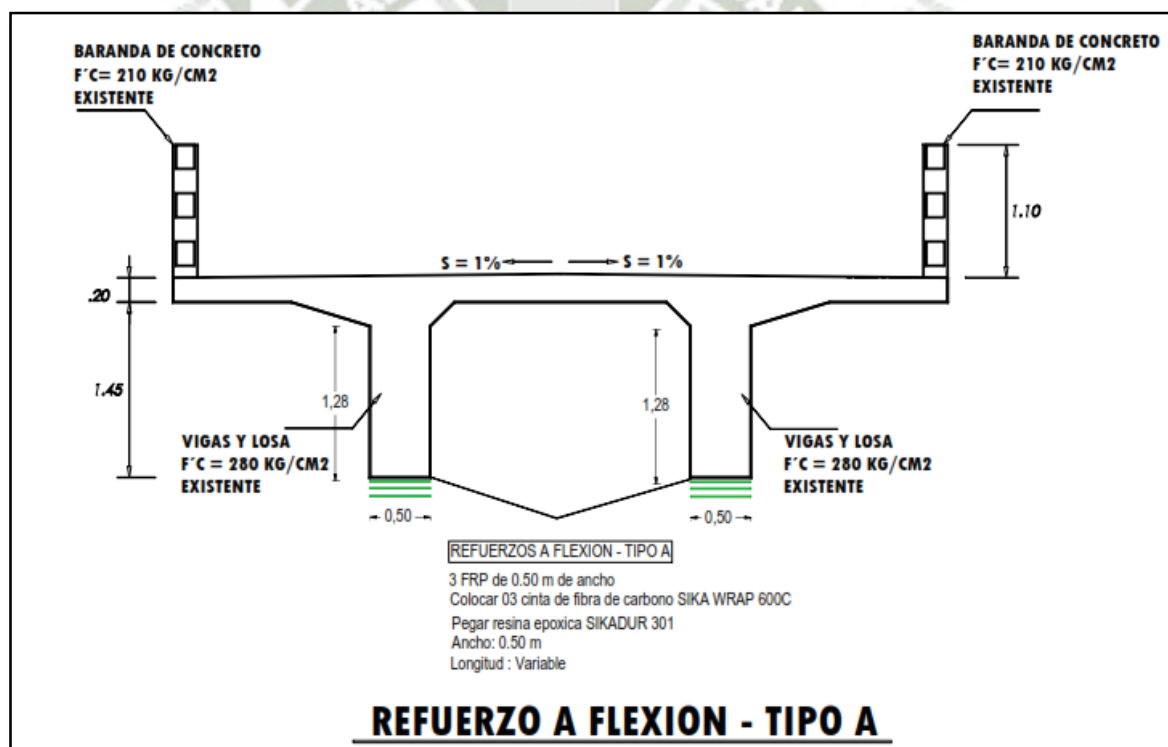 BARANDA DE CONCRETO
F´C= 210 KG/CM2
EXISTENTE
BARANDA DE CONCRETO
F´C= 210 KG/CM2
EXISTENTE
1.10
S = 1%
S = 1%
.20
1.45
1,28
1,28
VIGAS Y LOSA
F´C = 280 KG/CM2
EXISTENTE
VIGAS Y LOSA
F´C = 280 KG/CM2
EXISTENTE
0,50
0,50
REFUERZOS A FLEXION - TIPO A
3 FRP de 0.50 m de ancho
Colocar 03 cinta de fibra de carbono SIKA WRAP 600C
Pegar resina epoxica SIKADUR 301
Ancho: 0.50 m
Longitud : Variable
REFUERZO A FLEXION - TIPO A